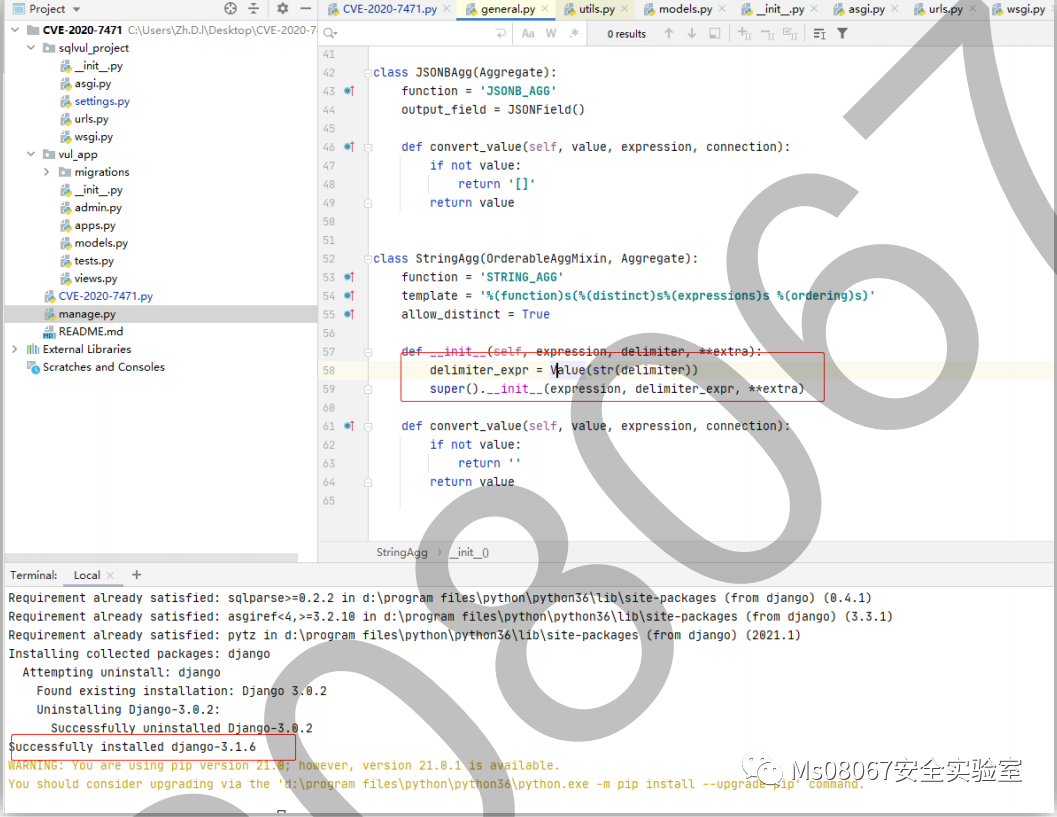 Project
CVE-2020-7471.py
general.py
utils.py
models.py
__init__.py
asgi.py
urls.py
wsgi.py
CVE-2020-7471 C:\Users\Zh.D.I\Desktop\CVE-2020-7
sqlvul_project
__init__.py
asgi.py
settings.py
urls.py
wsgi.py
vul_app
migrations
__init__.py
admin.py
apps.py
models.py
tests.py
views.py
CVE-2020-7471.py
manage.py
README.md
External Libraries
Scratches and Consoles
Aa W .* 0 results
41
42 class JSONBAgg(Aggregate):
43 function = 'JSONB_AGG'
44 output_field = JSONField()
45
46 def convert_value(self, value, expression, connection):
47 if not value:
48 return '[]'
49 return value
50
51
52 class StringAgg(OrderableAggMixin, Aggregate):
53 function = 'STRING_AGG'
54 template = '%(function)s(%(distinct)s%(expressions)s %(ordering)s)'
55 allow_distinct = True
56
57 def __init__(self, expression, delimiter, **extra):
58 delimiter_expr = Value(str(delimiter))
59 super().__init__(expression, delimiter_expr, **extra)
60
61 def convert_value(self, value, expression, connection):
62 if not value:
63 return ''
64 return value
65
StringAgg › __init__()
Terminal: Local × +
Requirement already satisfied: sqlparse>=0.2.2 in d:\program files\python\python36\lib\site-packages (from django) (0.4.1)
Requirement already satisfied: asgiref<4,>=3.2.10 in d:\program files\python\python36\lib\site-packages (from django) (3.3.1)
Requirement already satisfied: pytz in d:\program files\python\python36\lib\site-packages (from django) (2021.1)
Installing collected packages: django
Attempting uninstall: django
Found existing installation: Django 3.0.2
Uninstalling Django-3.0.2:
Successfully uninstalled Django-3.0.2
Successfully installed django-3.1.6
WARNING: You are using pip version 21.0; however, version 21.0.1 is available.
You should consider upgrading via the 'd:\program files\python\python36\python.exe -m pip install --upgrade pip' command.
Ms08067安全实验室